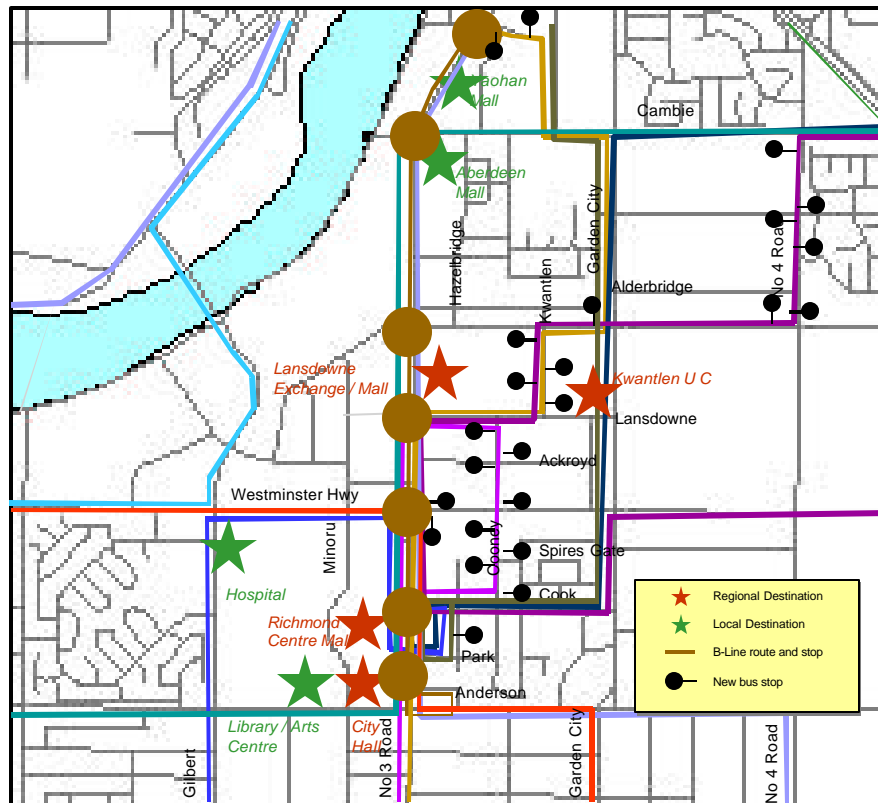 Yaohan
Mall
Cambie
Aberdeen
Mall
Hazelbridge
Garden City
No 4 Road
Kwantlen
Alderbridge
Lansdowne
Exchange / Mall
Kwantlen U C
Lansdowne
Ackroyd
Westminster Hwy
Minoru
Cooney
Spires Gate
Hospital
Cook
Richmond
Centre Mall
Park
Anderson
Library / Arts
Centre
City
Hall
Gilbert
No 3 Road
Garden City
No 4 Road
Regional Destination
Local Destination
B-Line route and stop
New bus stop